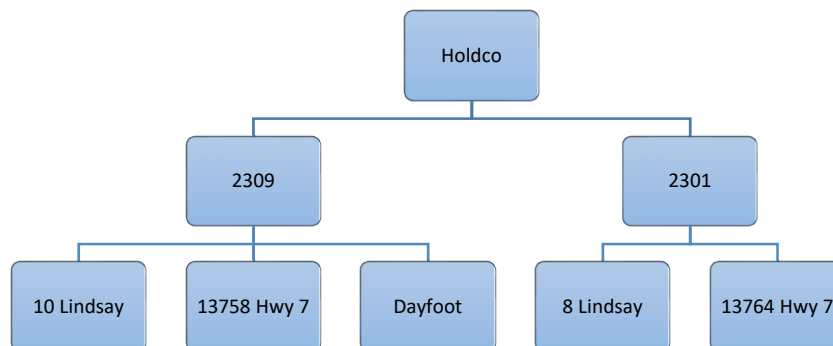 Holdco
2309
2301
10 Lindsay
13758 Hwy 7
Dayfoot
8 Lindsay
13764 Hwy 7